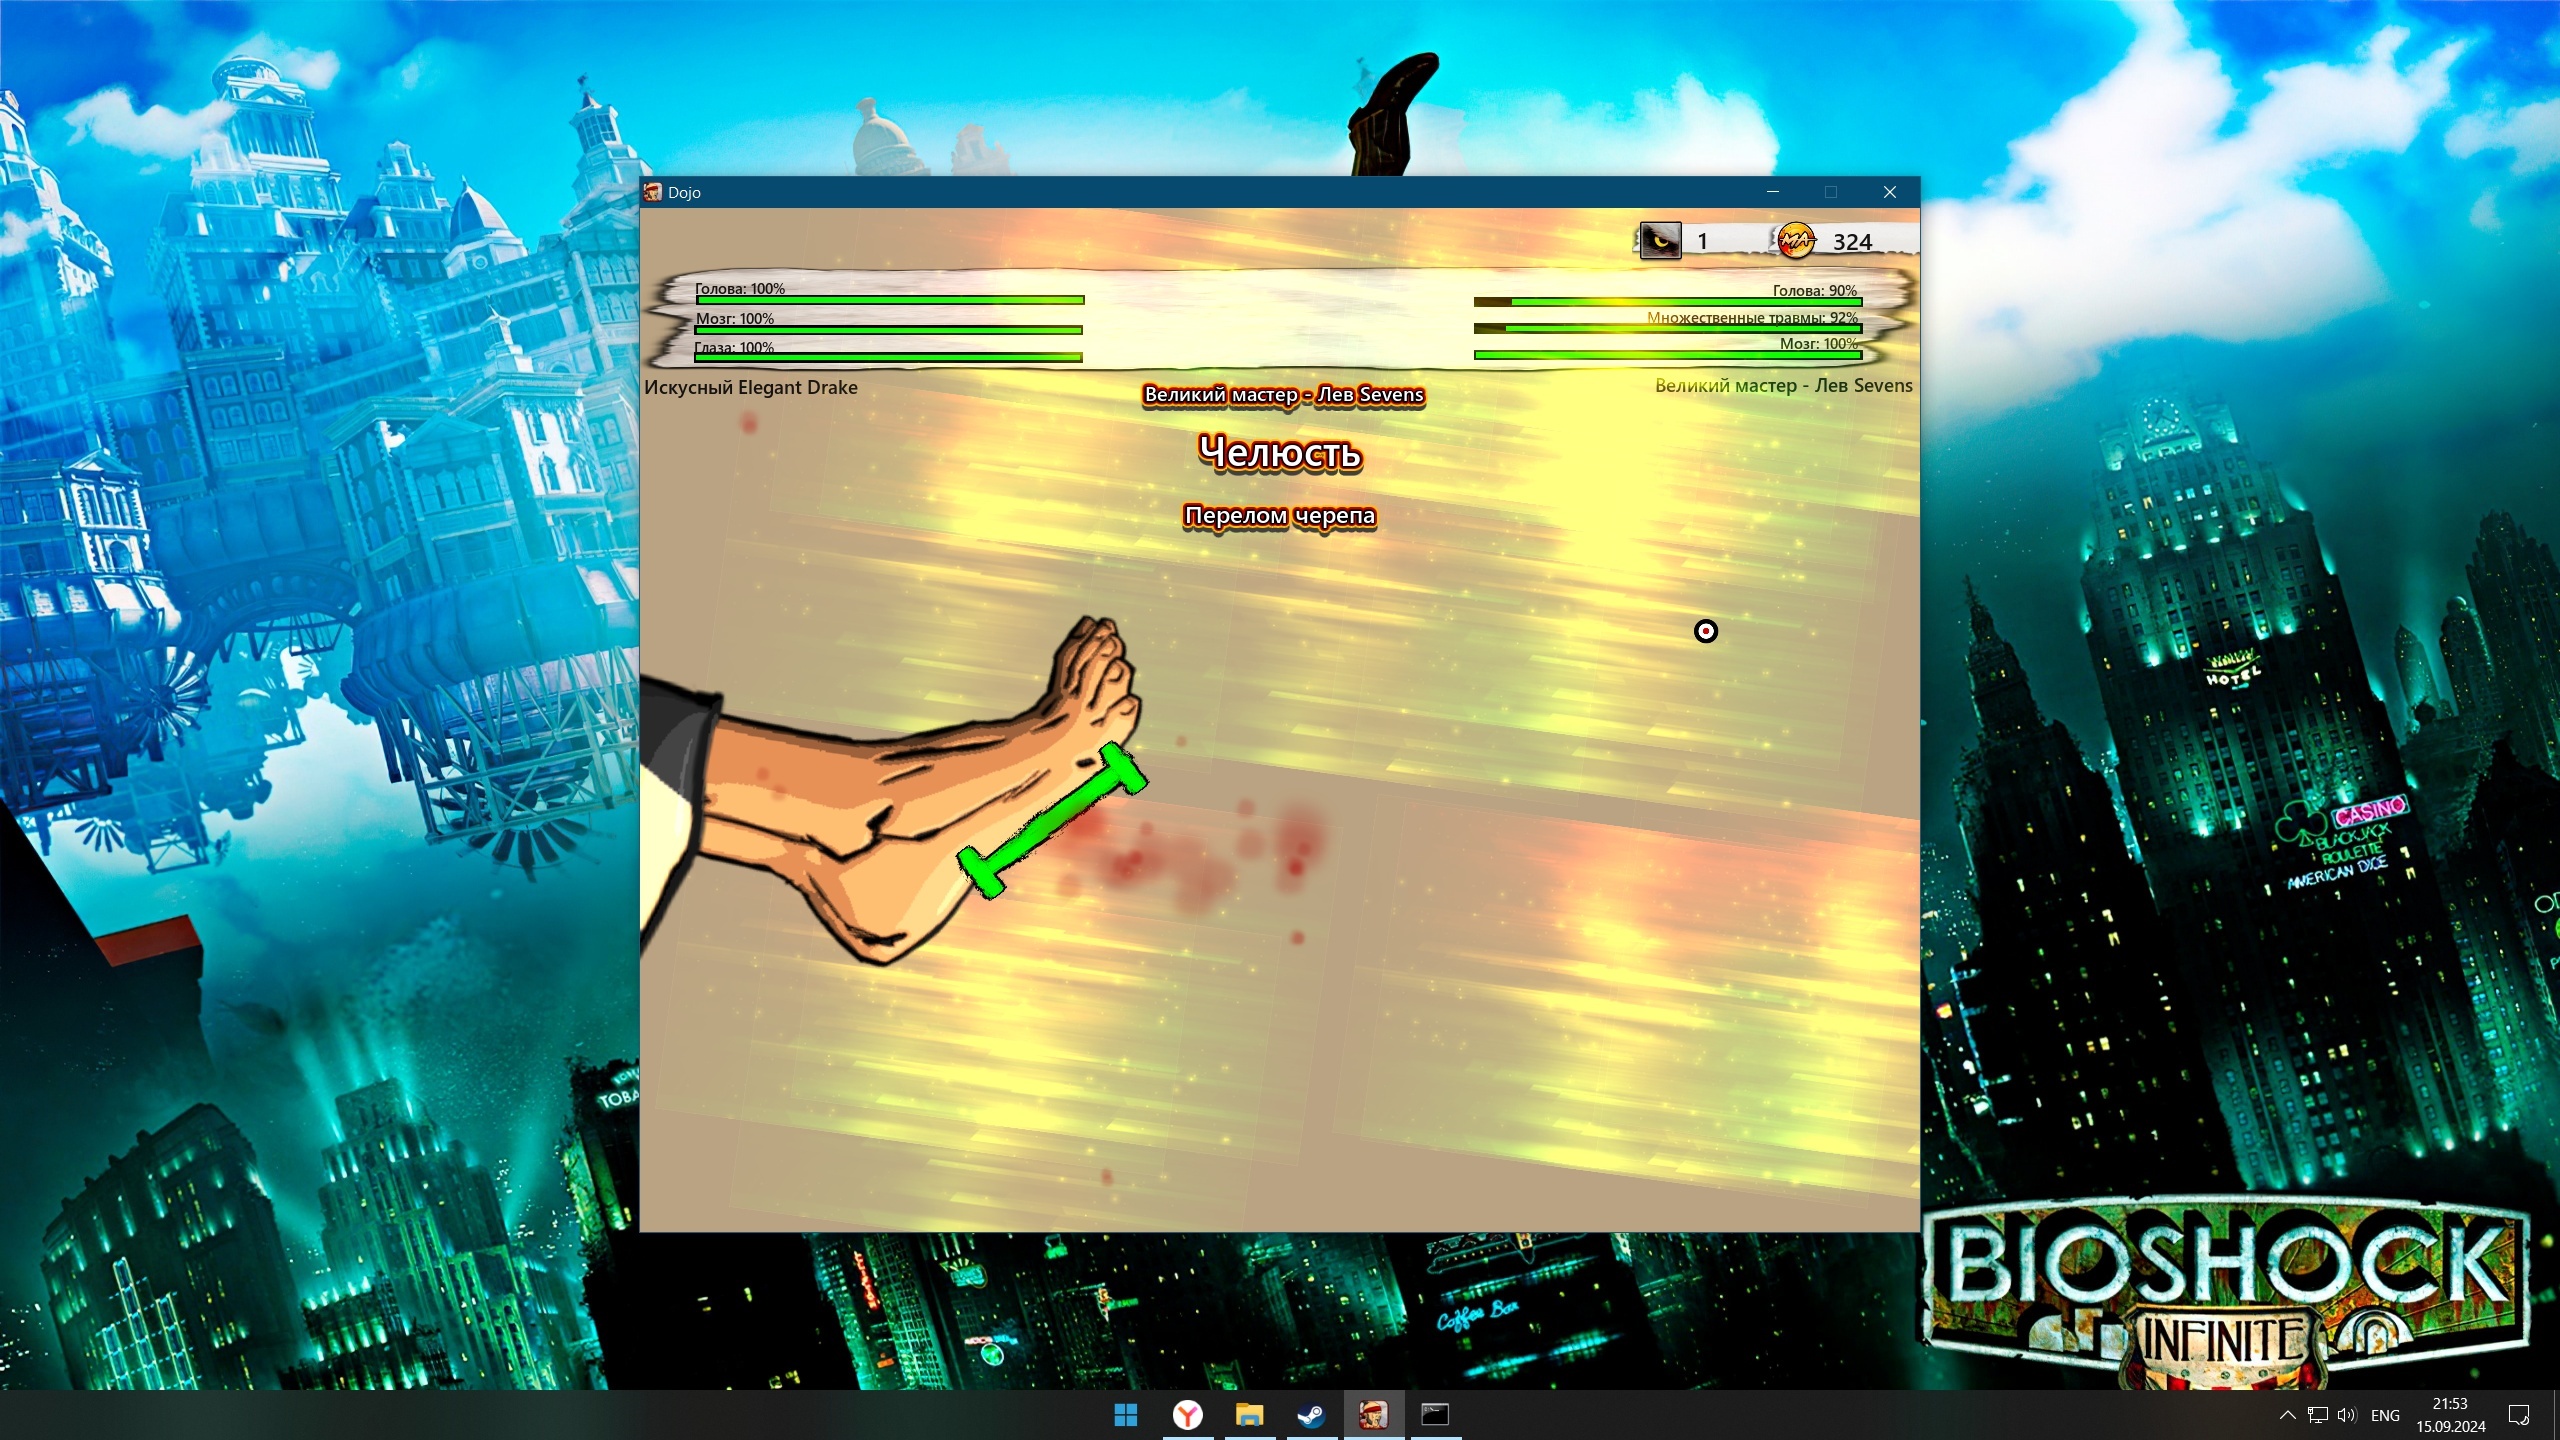 Dojo
1
324
Голова: 100%
Мозг: 100%
Глаза: 100%
Голова: 90%
Множественные травмы: 92%
Мозг: 100%
Искусный Elegant Drake
Великий мастер - Лев Sevens
Великий мастер - Лев Sevens
Челюсть
Перелом черепа
HOTEL
CASINO
BLACKJACK
ROULETTE
AMERICAN DICE
Coffee Bar
BIOSHOCK
INFINITE
ENG
21:53
15.09.2024